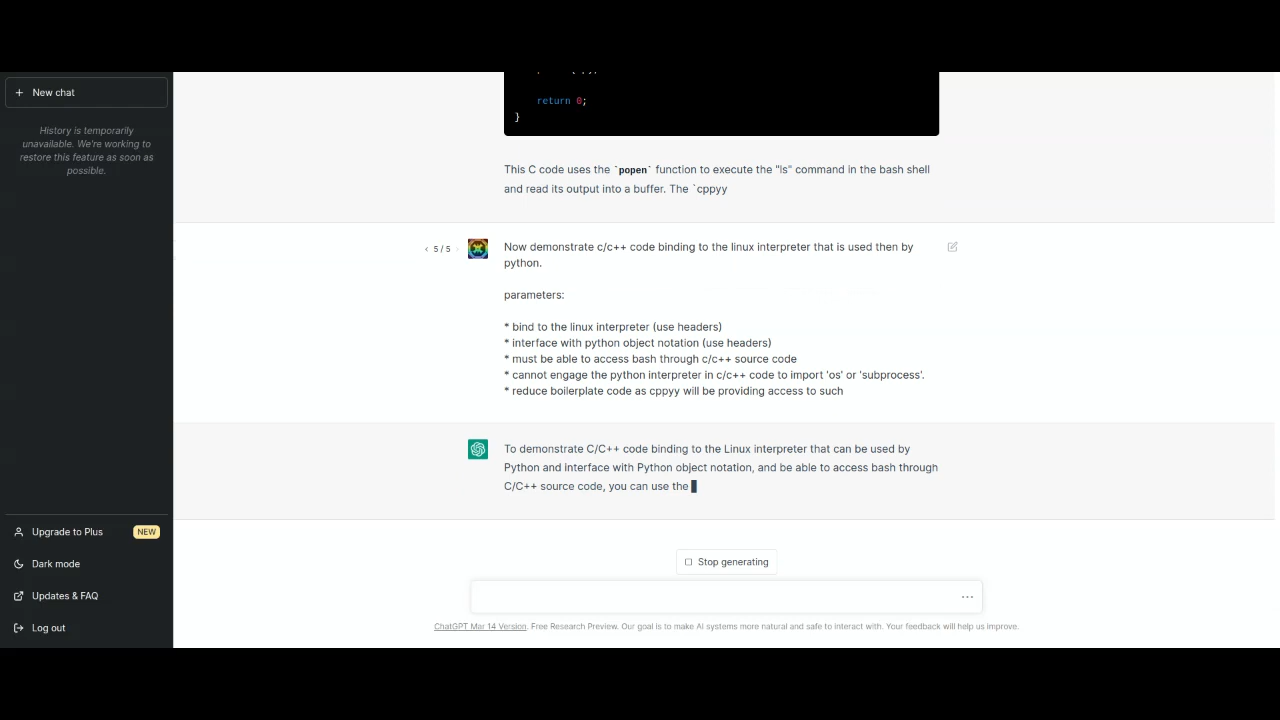 New chat
History is temporarily
unavailable. We're working to
restore this feature as soon as
possible.
return 0;
}
This C code uses the `popen` function to execute the "ls" command in the bash shell
and read its output into a buffer. The `cppyy
5 / 5
Now demonstrate c/c++ code binding to the linux interpreter that is used then by
python.
parameters:
* bind to the linux interpreter (use headers)
* interface with python object notation (use headers)
* must be able to access bash through c/c++ source code
* cannot engage the python interpreter in c/c++ code to import 'os' or 'subprocess'.
* reduce boilerplate code as cppyy will be providing access to such
To demonstrate C/C++ code binding to the Linux interpreter that can be used by
Python and interface with Python object notation, and be able to access bash through
C/C++ source code, you can use the
Upgrade to Plus NEW
Dark mode
Updates & FAQ
Log out
Stop generating
ChatGPT Mar 14 Version. Free Research Preview. Our goal is to make AI systems more natural and safe to interact with. Your feedback will help us improve.